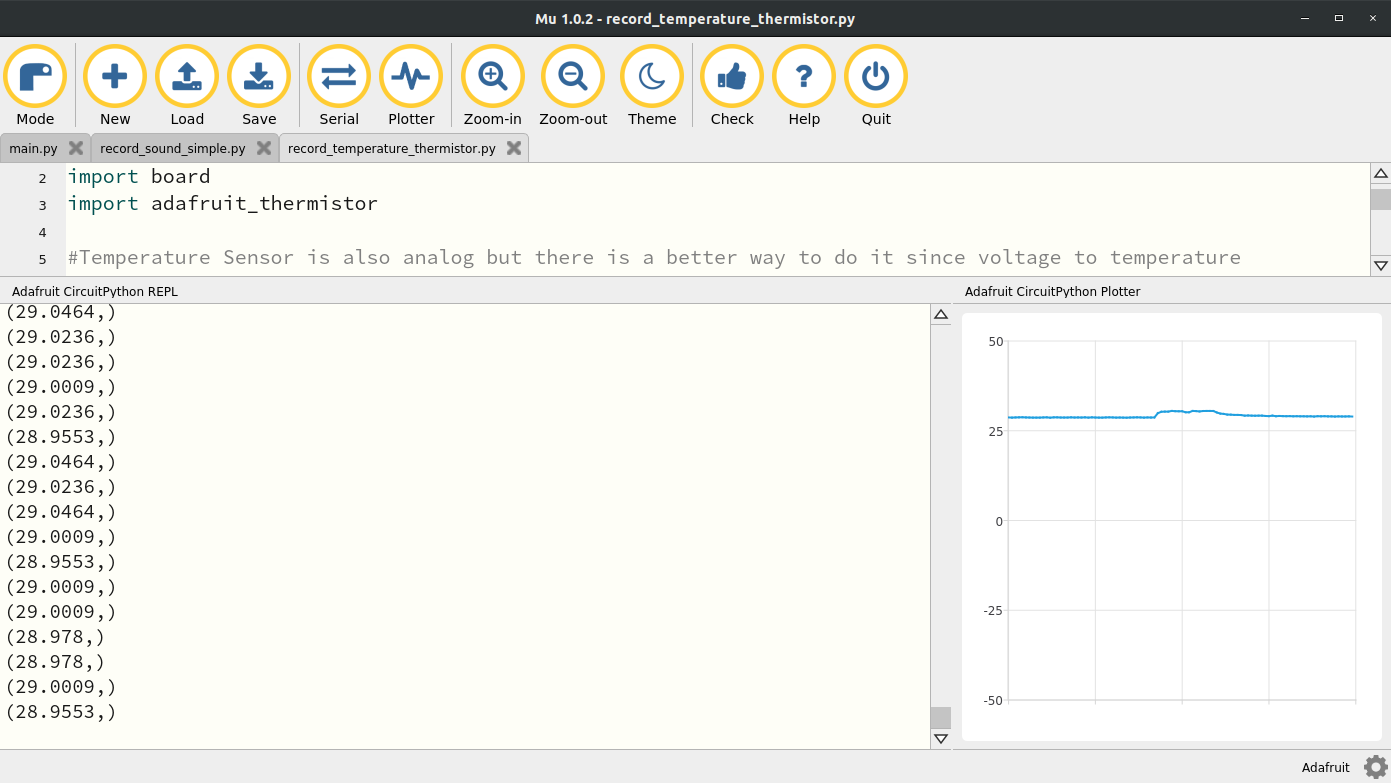 Mu 1.0.2 - record_temperature_thermistor.py
Mode New Load Save Serial Plotter Zoom-in Zoom-out Theme Check Help Quit
main.py record_sound_simple.py record_temperature_thermistor.py
2 import board
3 import adafruit_thermistor
4
5 #Temperature Sensor is also analog but there is a better way to do it since voltage to temperature
Adafruit CircuitPython REPL
(29.0464,)
(29.0236,)
(29.0236,)
(29.0009,)
(29.0236,)
(28.9553,)
(29.0464,)
(29.0236,)
(29.0464,)
(29.0009,)
(28.9553,)
(29.0009,)
(29.0009,)
(28.978,)
(28.978,)
(29.0009,)
(28.9553,)
Adafruit CircuitPython Plotter
50
25
0
-25
-50
Adafruit